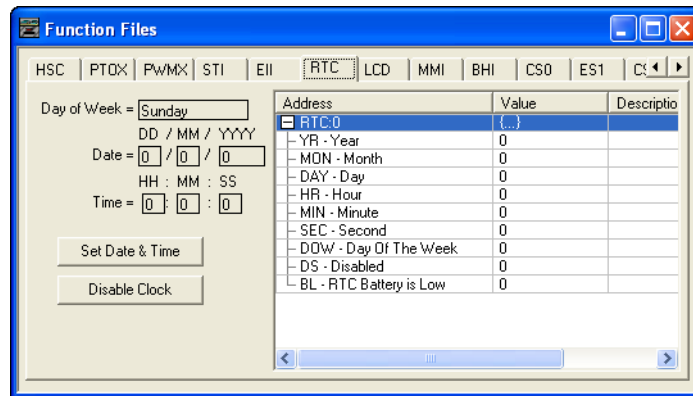 Function Files
HSC PTOX PWMX STI EII RTC LCD MMI BHI CS0 ES1
Day of Week = Sunday
DD / MM / YYYY
Date = 0 / 0 / 0
HH : MM : SS
Time = 0 : 0 : 0
Set Date & Time
Disable Clock
Address Value Descriptio
RTC:0 {...}
YR - Year 0
MON - Month 0
DAY - Day 0
HR - Hour 0
MIN - Minute 0
SEC - Second 0
DOW - Day Of The Week 0
DS - Disabled 0
BL - RTC Battery is Low 0